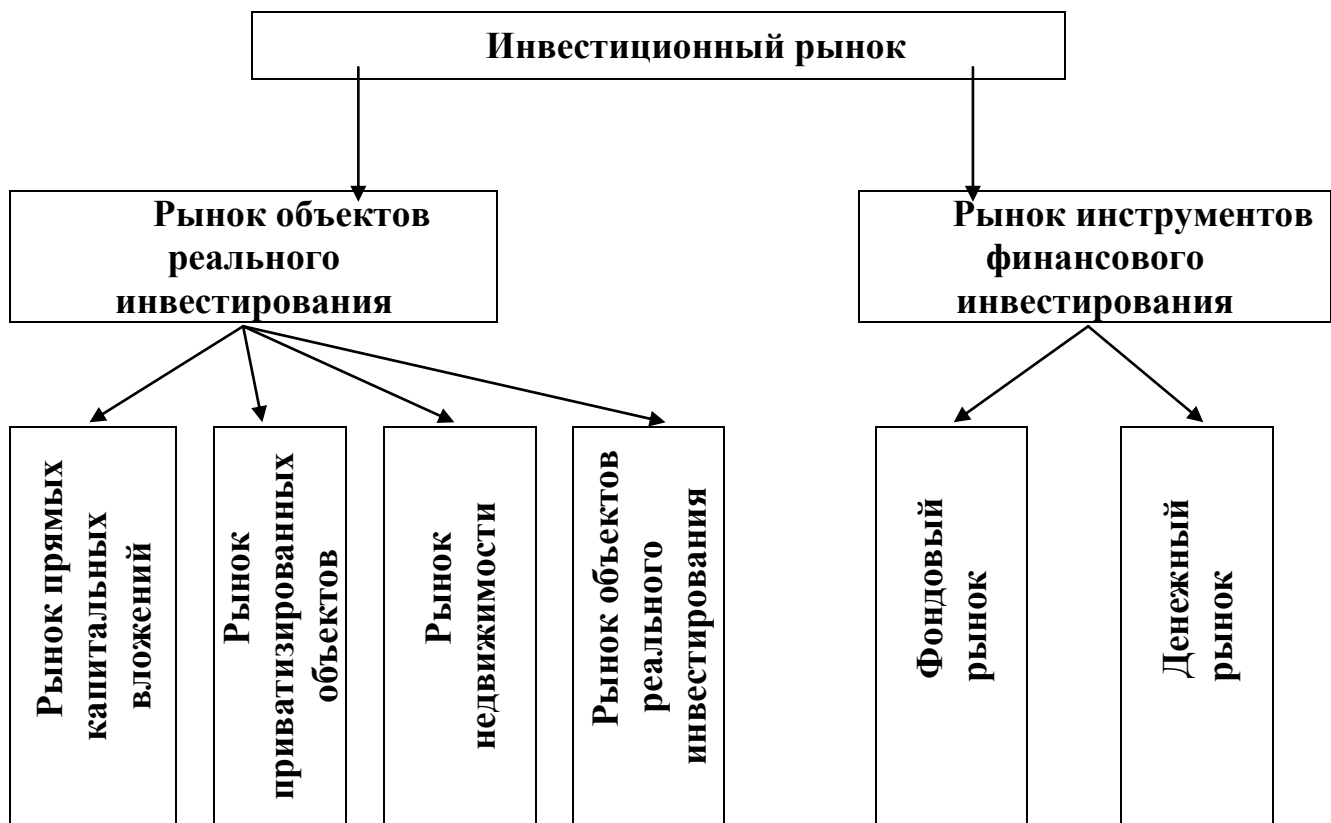 Инвестиционный рынок
Рынок объектов
реального
инвестирования
Рынок инструментов
финансового
инвестирования
Рынок прямых
капитальных
вложений
Рынок
приватизированных
объектов
Рынок
недвижимости
Рынок объектов
реального
инвестирования
Фондовый
рынок
Денежный
рынок